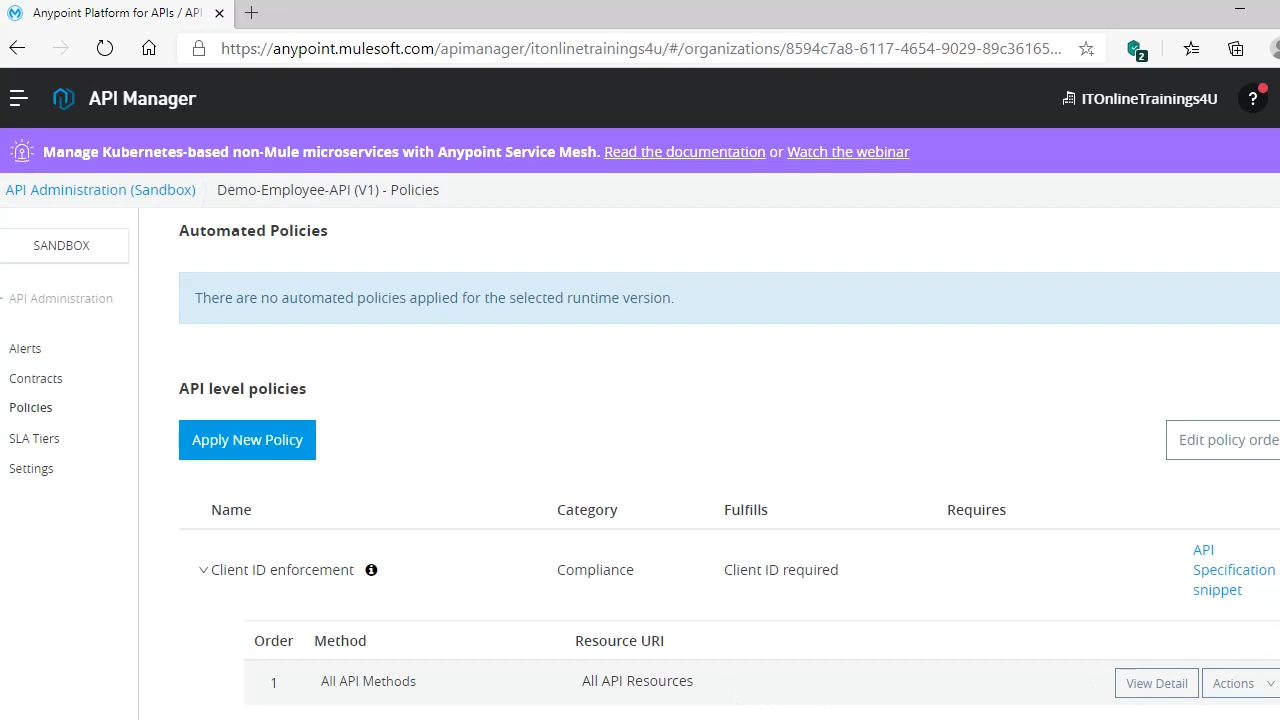 Anypoint Platform for APIs / API
https://anypoint.mulesoft.com/apimanager/itonlinetrainings4u/#/organizations/8594c7a8-6117-4654-9029-89c36165...
2
API Manager
ITOnlineTrainings4U
?
Manage Kubernetes-based non-Mule microservices with Anypoint Service Mesh. Read the documentation or Watch the webinar
API Administration (Sandbox)
Demo-Employee-API (V1) - Policies
SANDBOX
API Administration
Alerts
Contracts
Policies
SLA Tiers
Settings
Automated Policies
There are no automated policies applied for the selected runtime version.
API level policies
Apply New Policy
Edit policy orde
Name Category Fulfills Requires
Client ID enforcement Compliance Client ID required
API
Specification
snippet
Order Method Resource URI
1 All API Methods All API Resources View Detail Actions